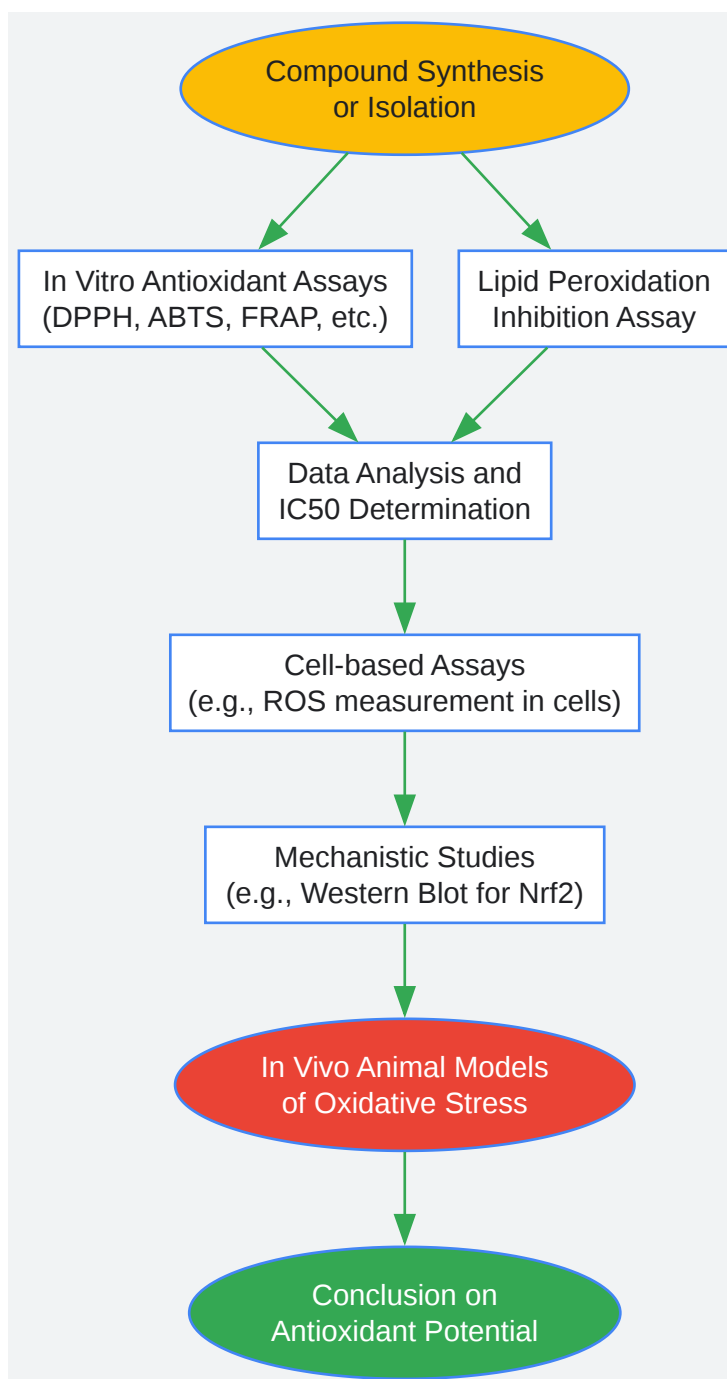 Compound Synthesis
or Isolation
In Vitro Antioxidant Assays
(DPPH, ABTS, FRAP, etc.)
Lipid Peroxidation
Inhibition Assay
Data Analysis and
IC50 Determination
Cell-based Assays
(e.g., ROS measurement in cells)
Mechanistic Studies
(e.g., Western Blot for Nrf2)
In Vivo Animal Models
of Oxidative Stress
Conclusion on
Antioxidant Potential